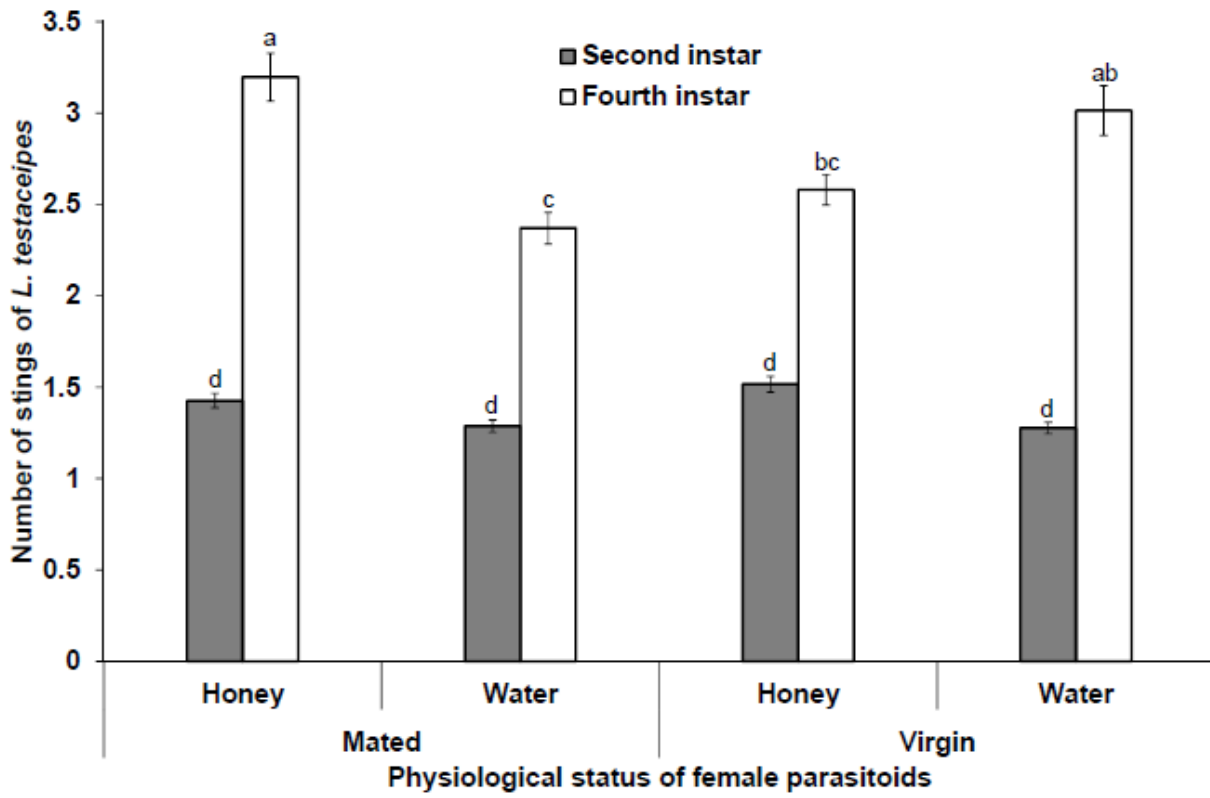 3.5
3
2.5
2
1.5
1
0.5
0
Number of stings of L. testaceipes
Second instar
Fourth instar
a
ab
bc
c
d
d
d
d
Honey
Water
Honey
Water
Mated
Virgin
Physiological status of female parasitoids